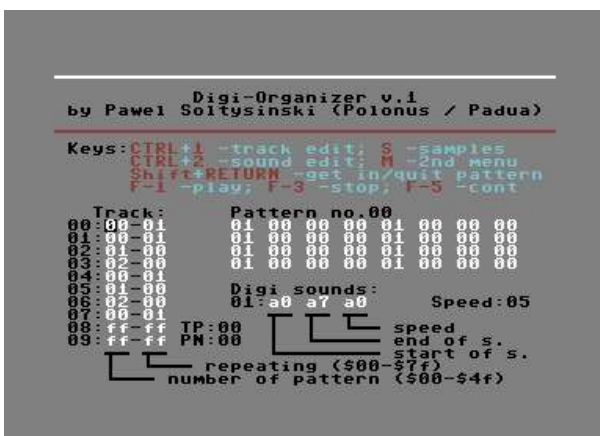 Digi-Organizer v.1
by Pawel Soltysinski (Polonus / Padua)
Keys:CTRL+1 -track edit; S -samples
CTRL+2 -sound edit; M -2nd menu
Shift+RETURN -get in/quit pattern
F-1 -play; F-3 -stop; F-5 -cont
Track: Pattern no.00
00:00-01 01 00 00 00 01 00 00 00
01:00-01 01 00 00 00 01 00 00 00
02:01-00 01 00 00 00 01 00 00 00
03:02-00 01 00 00 00 01 00 00 00
04:00-01
05:01-00 Digi sounds:
06:02-00 01:a0 a7 a0 Speed:05
07:00-01
08:ff-ff TP:00 speed
09:ff-ff PN:00 end of s.
start of s.
repeating ($00-$7f)
number of pattern ($00-$4f)